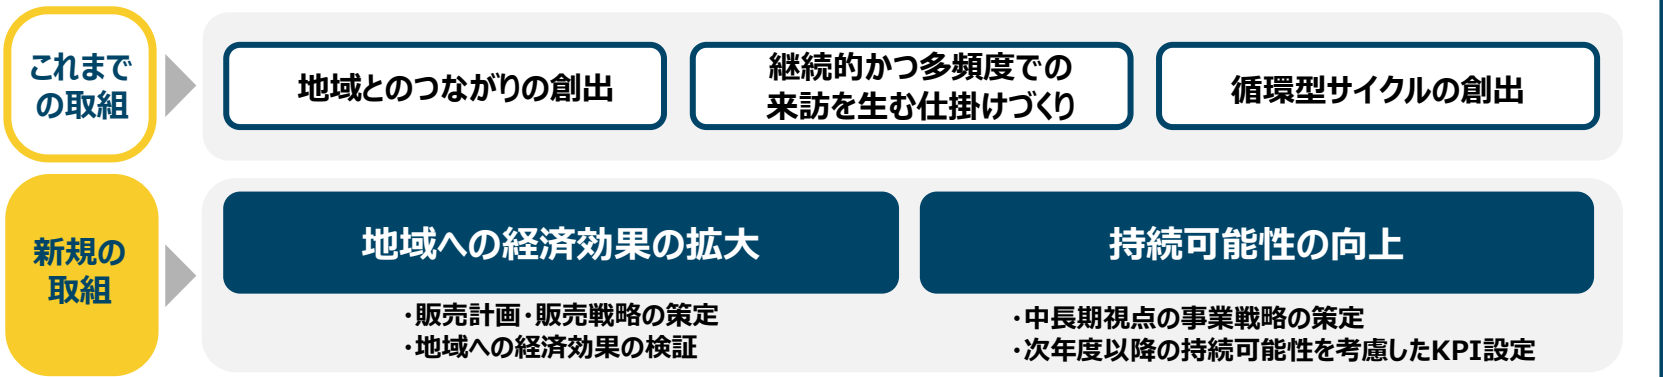 これまで
の取組
地域とのつながりの創出
継続的かつ多頻度での
来訪を生む仕掛けづくり
循環型サイクルの創出
新規の
取組
地域への経済効果の拡大
・販売計画・販売戦略の策定
・地域への経済効果の検証
持続可能性の向上
・中長期視点の事業戦略の策定
・次年度以降の持続可能性を考慮したKPI設定